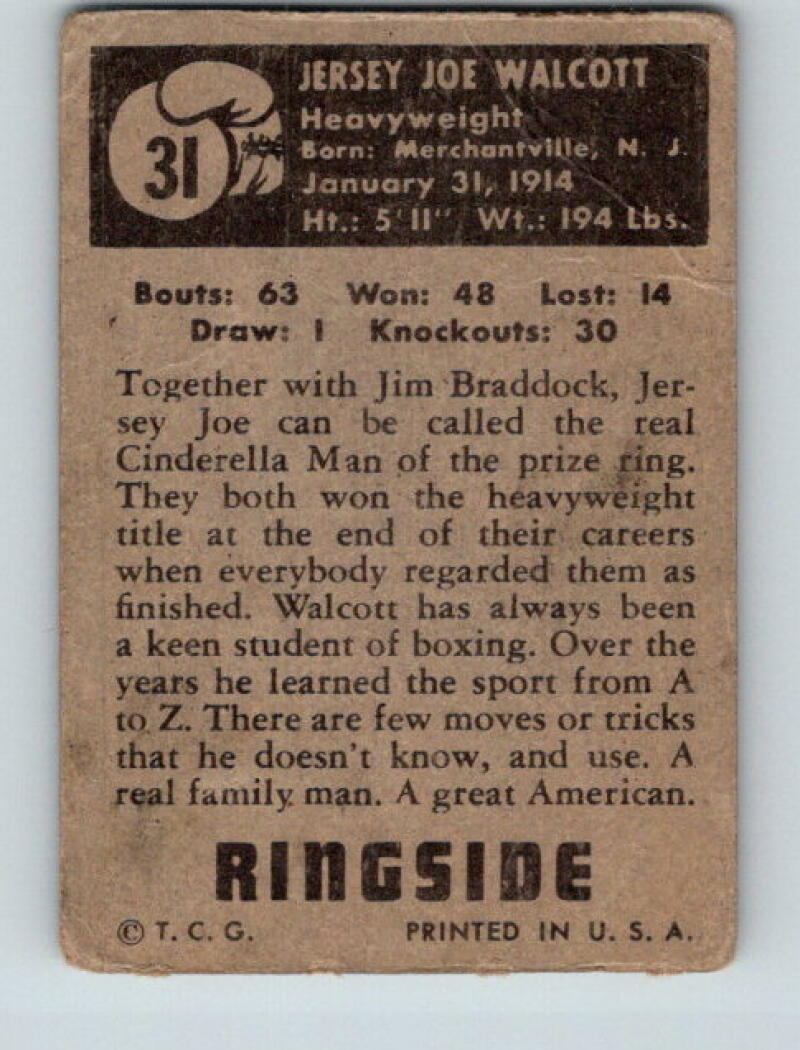 31
JERSEY JOE WALCOTT
Heavyweight
Born: Merchantville, N. J.
January 31, 1914
Ht.: 5'11" Wt.: 194 Lbs.
Bouts: 63 Won: 48 Lost: 14
Draw: 1 Knockouts: 30
Together with Jim Braddock, Jer-
sey Joe can be called the real
Cinderella Man of the prize ring.
They both won the heavyweight
title at the end of their careers
when everybody regarded them as
finished. Walcott has always been
a keen student of boxing. Over the
years he learned the sport from A
to Z. There are few moves or tricks
that he doesn't know, and use. A
real family man. A great American.
RINGSIDE
© T. C. G. PRINTED IN U. S. A.